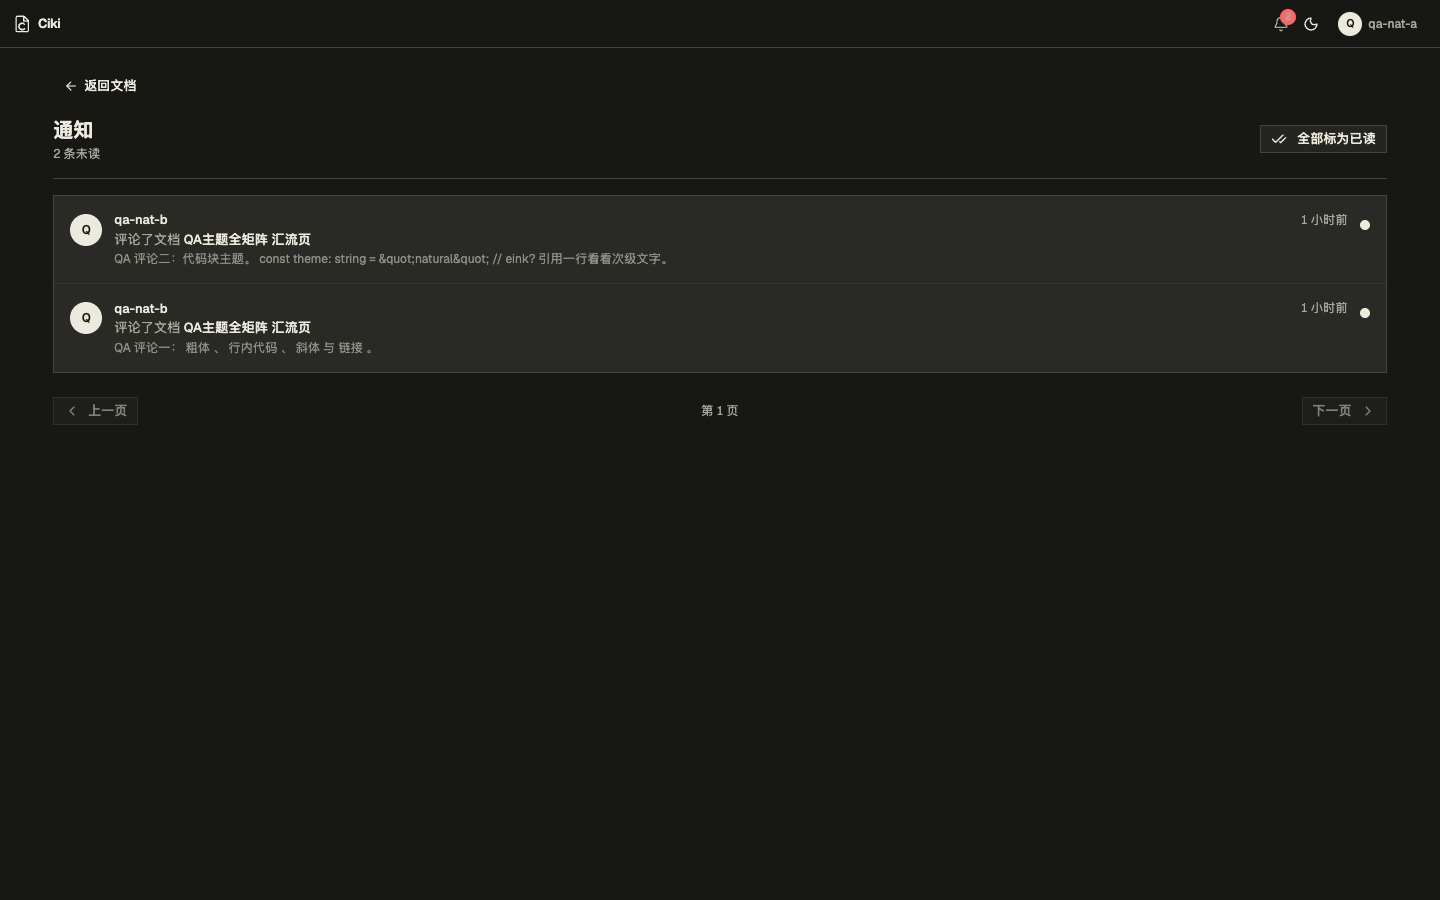 Ciki
Q qa-nat-a
返回文档
通知
2 条未读
全部标为已读
Q
qa-nat-b
1 小时前
评论了文档 QA主题全矩阵 汇流页
QA 评论二：代码块主题。 const theme: string = &quot;natural&quot; // eink? 引用一行看看次级文字。
Q
qa-nat-b
1 小时前
评论了文档 QA主题全矩阵 汇流页
QA 评论一： 粗体 、 行内代码 、 斜体 与 链接 。
上一页
第 1 页
下一页